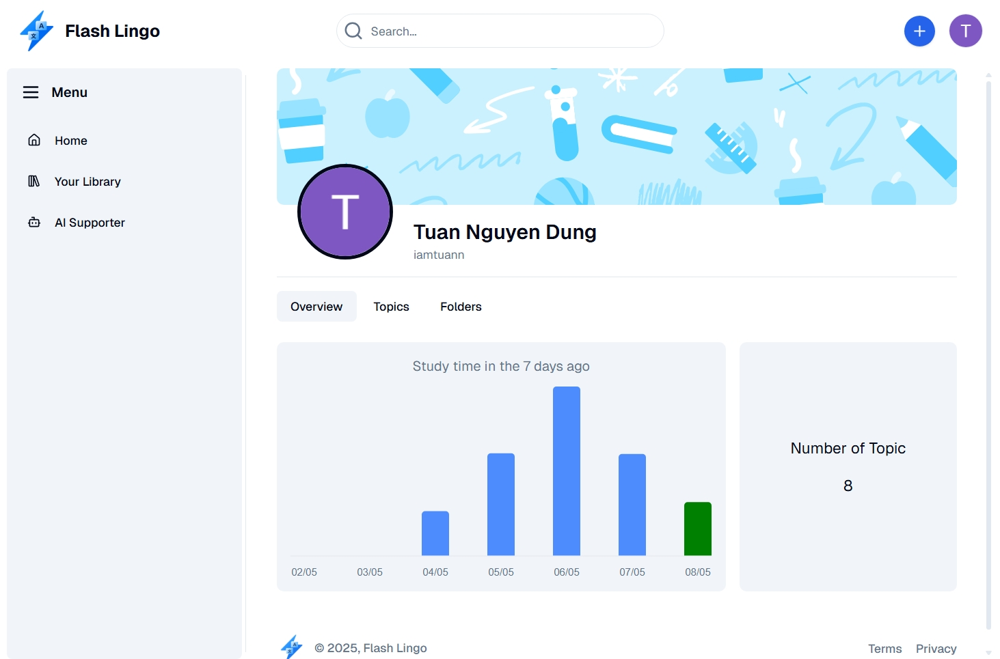 Flash Lingo
Search...
T
Menu
Home
Your Library
AI Supporter
T
Tuan Nguyen Dung
iamtuann
Overview Topics Folders
Study time in the 7 days ago
02/05 03/05 04/05 05/05 06/05 07/05 08/05
Number of Topic
8
© 2025, Flash Lingo
Terms Privacy